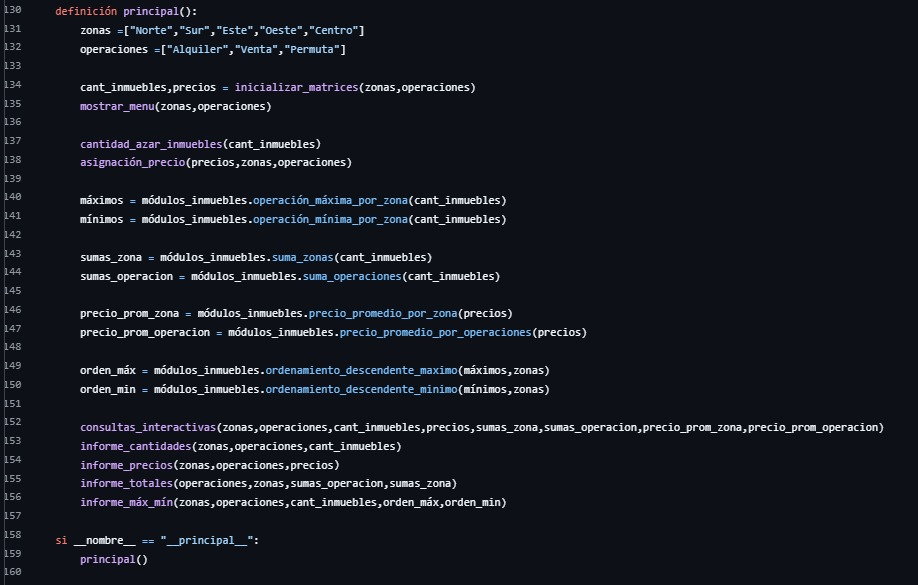 130 definición principal():
131 zonas =["Norte","Sur","Este","Oeste","Centro"]
132 operaciones =["Alquiler","Venta","Permuta"]
133
134 cant_inmuebles,precios = inicializar_matrices(zonas,operaciones)
135 mostrar_menu(zonas,operaciones)
136
137 cantidad_azar_inmuebles(cant_inmuebles)
138 asignación_precio(precios,zonas,operaciones)
139
140 máximos = módulos_inmuebles.operación_máxima_por_zona(cant_inmuebles)
141 mínimos = módulos_inmuebles.operación_mínima_por_zona(cant_inmuebles)
142
143 sumas_zona = módulos_inmuebles.suma_zonas(cant_inmuebles)
144 sumas_operacion = módulos_inmuebles.suma_operaciones(cant_inmuebles)
145
146 precio_prom_zona = módulos_inmuebles.precio_promedio_por_zona(precios)
147 precio_prom_operacion = módulos_inmuebles.precio_promedio_por_operaciones(precios)
148
149 orden_máx = módulos_inmuebles.ordenamiento_descendente_maximo(máximos,zonas)
150 orden_min = módulos_inmuebles.ordenamiento_descendente_minimo(mínimos,zonas)
151
152 consultas_interactivas(zonas,operaciones,cant_inmuebles,precios,sumas_zona,sumas_operacion,precio_prom_zona,precio_prom_operacion)
153 informe_cantidades(zonas,operaciones,cant_inmuebles)
154 informe_precios(zonas,operaciones,precios)
155 informe_totales(operaciones,zonas,sumas_operacion,sumas_zona)
156 informe_máx_mín(zonas,operaciones,cant_inmuebles,orden_máx,orden_min)
157
158 si __nombre__ == "__principal__":
159 principal()
160